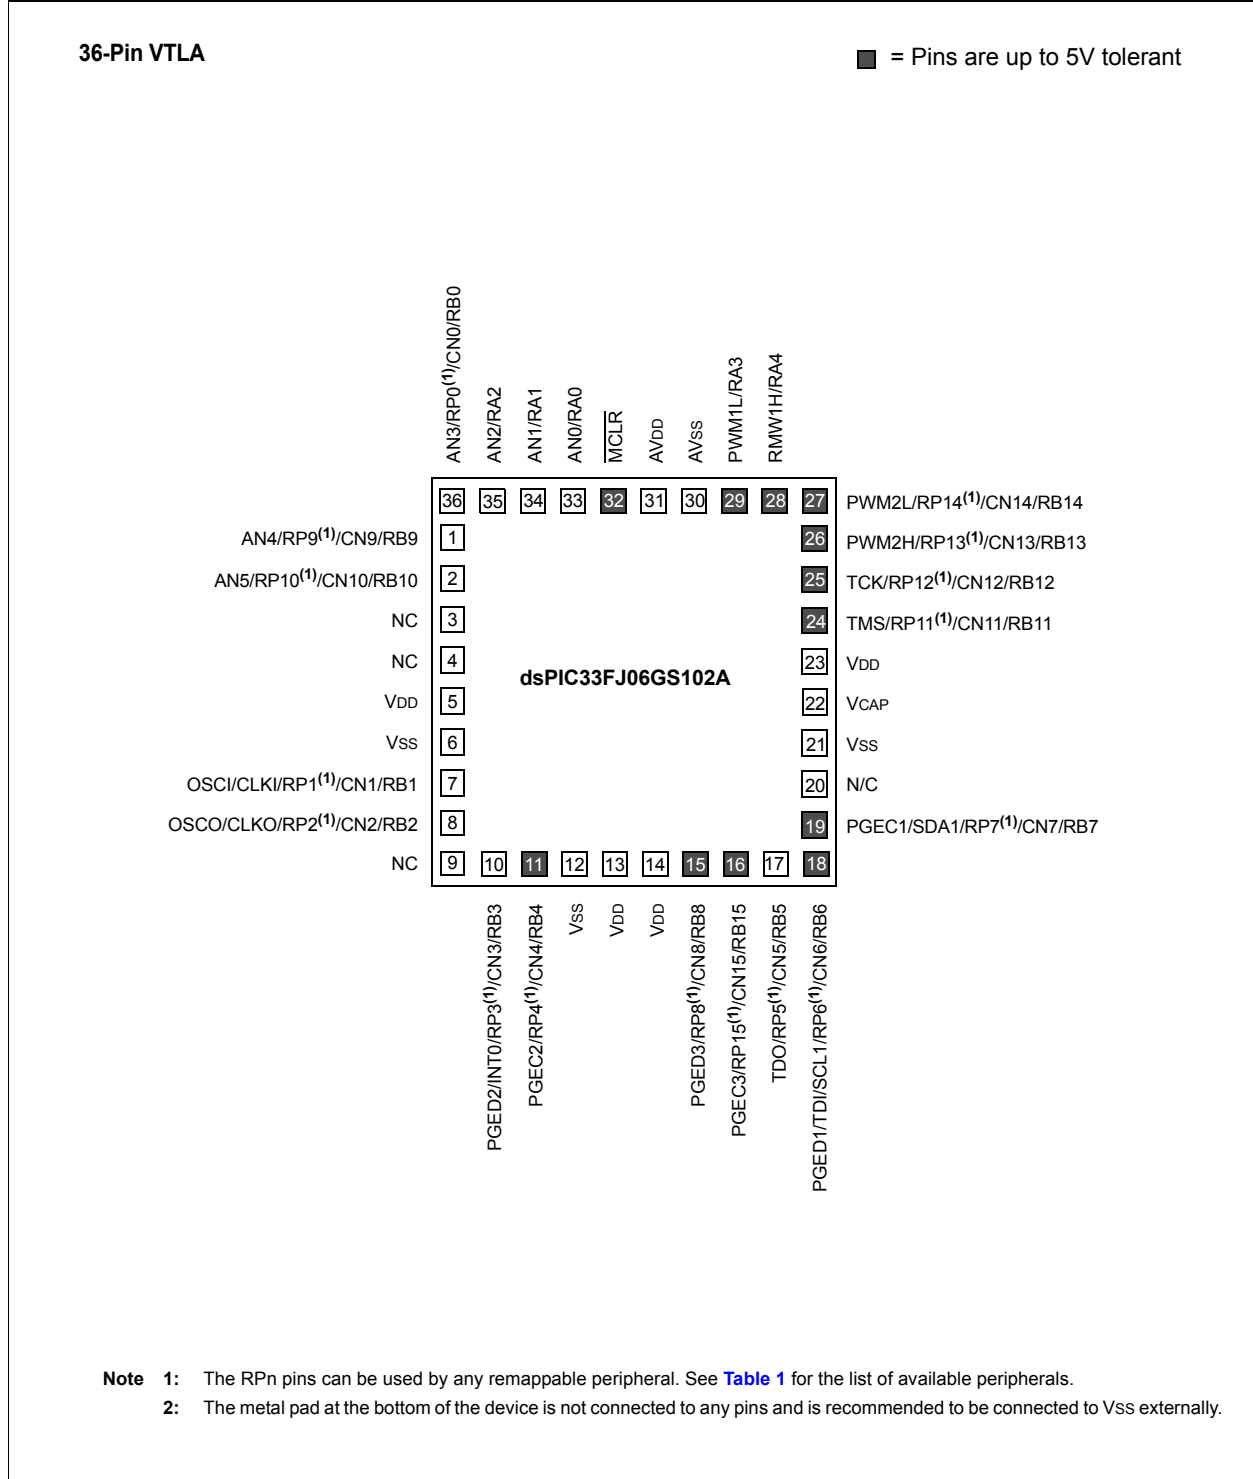 36-Pin VTLA
= Pins are up to 5V tolerant
AN3/RP0(1)/CN0/RB0
AN2/RA2
AN1/RA1
AN0/RA0
MCLR
AVDD
AVSS
PWM1L/RA3
RMW1H/RA4
36 35 34 33 32 31 30 29 28 27 PWM2L/RP14(1)/CN14/RB14
AN4/RP9(1)/CN9/RB9 1 26 PWM2H/RP13(1)/CN13/RB13
AN5/RP10(1)/CN10/RB10 2 25 TCK/RP12(1)/CN12/RB12
NC 3 24 TMS/RP11(1)/CN11/RB11
NC 4 23 VDD
dsPIC33FJ06GS102A
VDD 5 22 VCAP
VSS 6 21 VSS
OSCI/CLKI/RP1(1)/CN1/RB1 7 20 N/C
OSCO/CLKO/RP2(1)/CN2/RB2 8 19 PGEC1/SDA1/RP7(1)/CN7/RB7
NC 9 10 11 12 13 14 15 16 17 18
PGED2/INT0/RP3(1)/CN3/RB3
PGEC2/RP4(1)/CN4/RB4
VSS
VDD
VDD
PGED3/RP8(1)/CN8/RB8
PGEC3/RP15(1)/CN15/RB15
TDO/RP5(1)/CN5/RB5
PGED1/TDI/SCL1/RP6(1)/CN6/RB6
Note 1: The RPn pins can be used by any remappable peripheral. See Table 1 for the list of available peripherals.
2: The metal pad at the bottom of the device is not connected to any pins and is recommended to be connected to VSS externally.